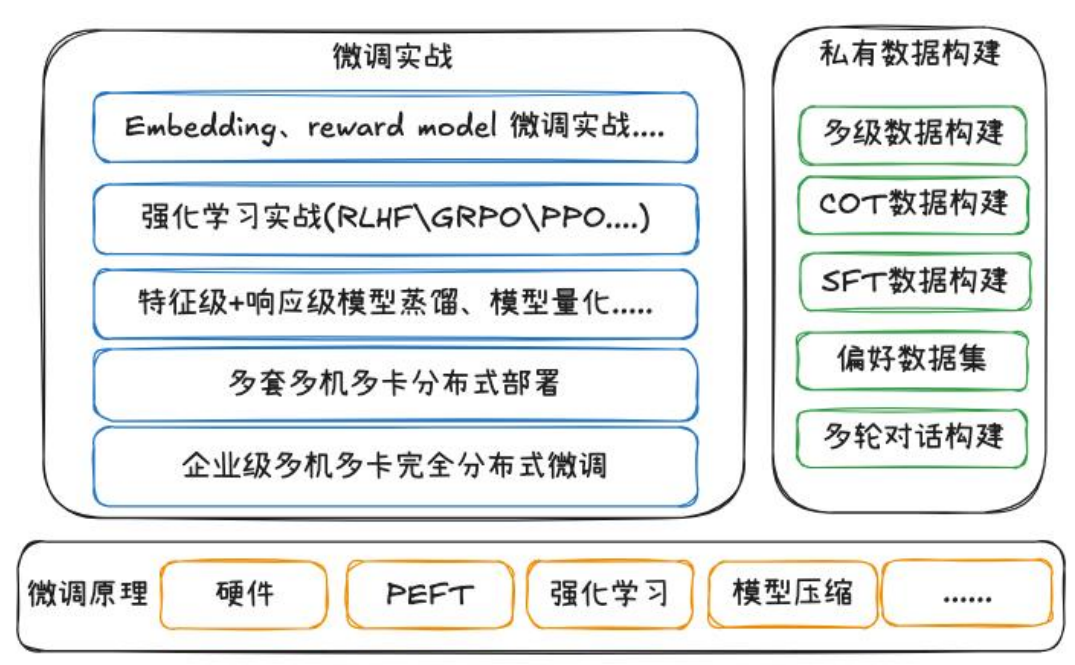 微调实战
Embedding、reward model 微调实战....
强化学习实战(RLHF\GRPO\PPO....)
特征级+响应级模型蒸馏、模型量化.....
多套多机多卡分布式部署
企业级多机多卡完全分布式微调
私有数据构建
多级数据构建
COT数据构建
SFT数据构建
偏好数据集
多轮对话构建
微调原理
硬件
PEFT
强化学习
模型压缩
......